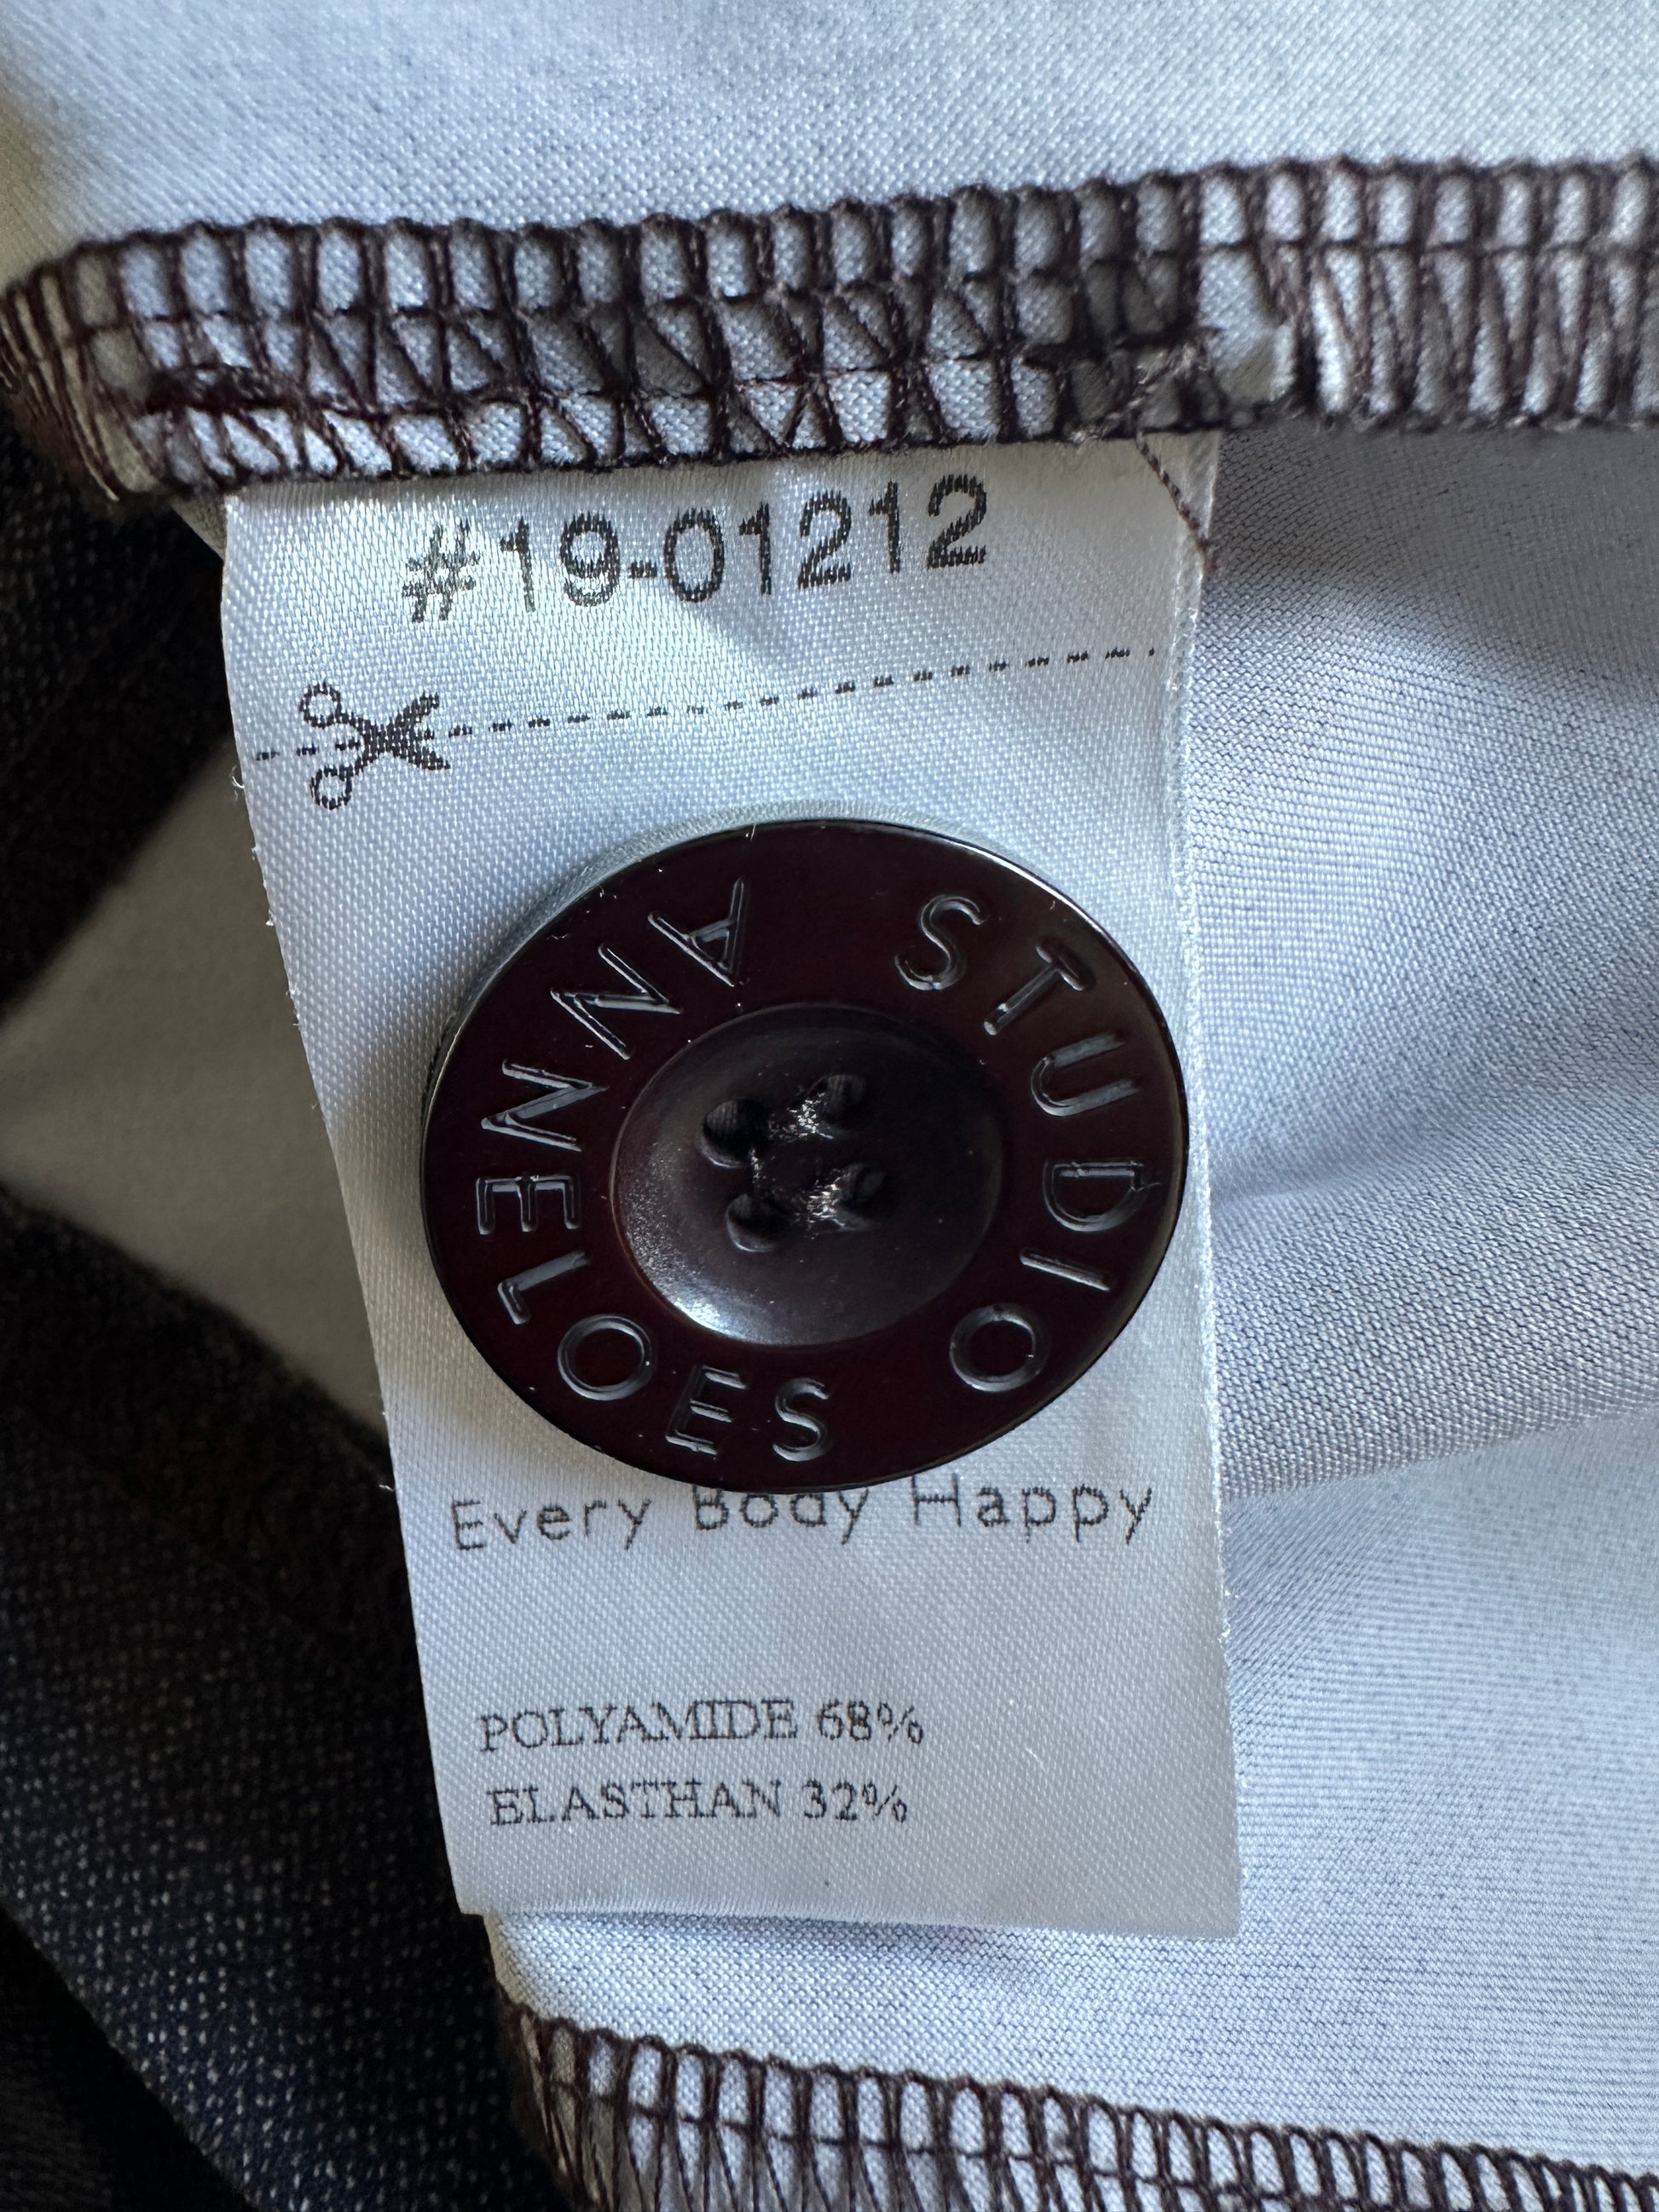 #19-01212
STUDIO
ANNELOES
Every Body Happy
POLYAMIDE 68%
ELASTHAN 32%